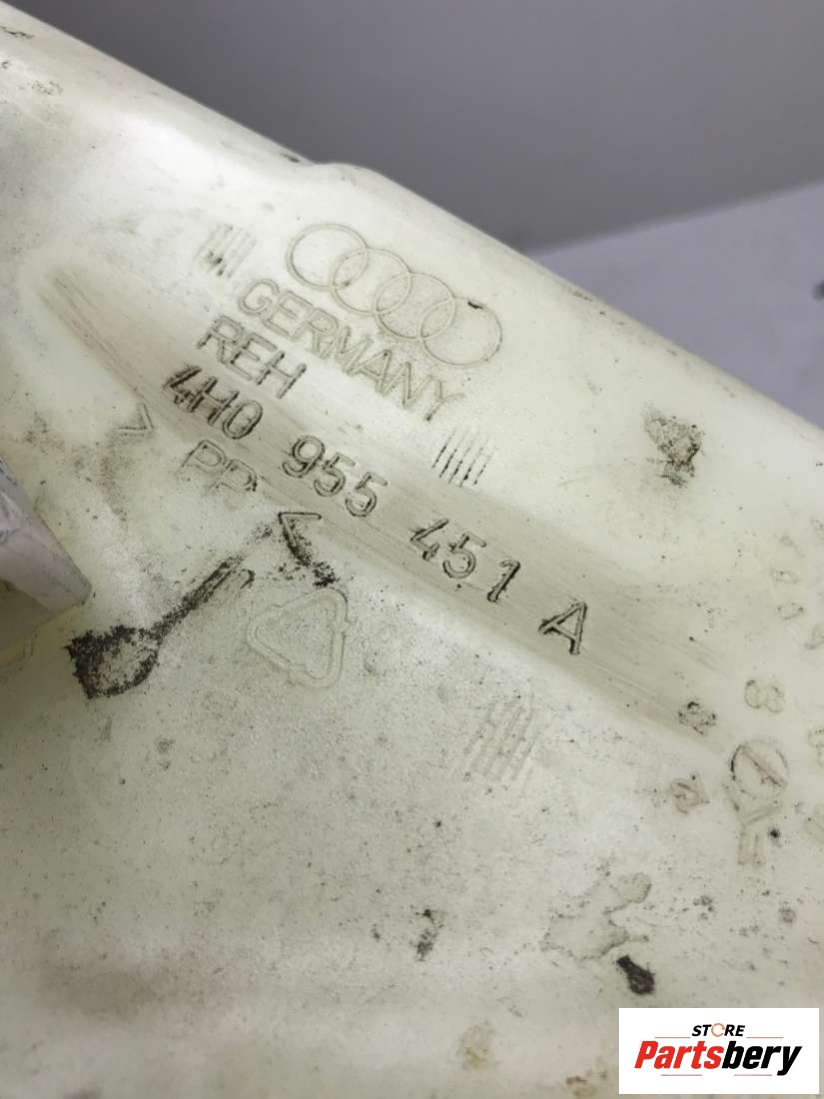 GERMANY
REH
4H0 955 451 A
>PP<
STORE
Partsbery